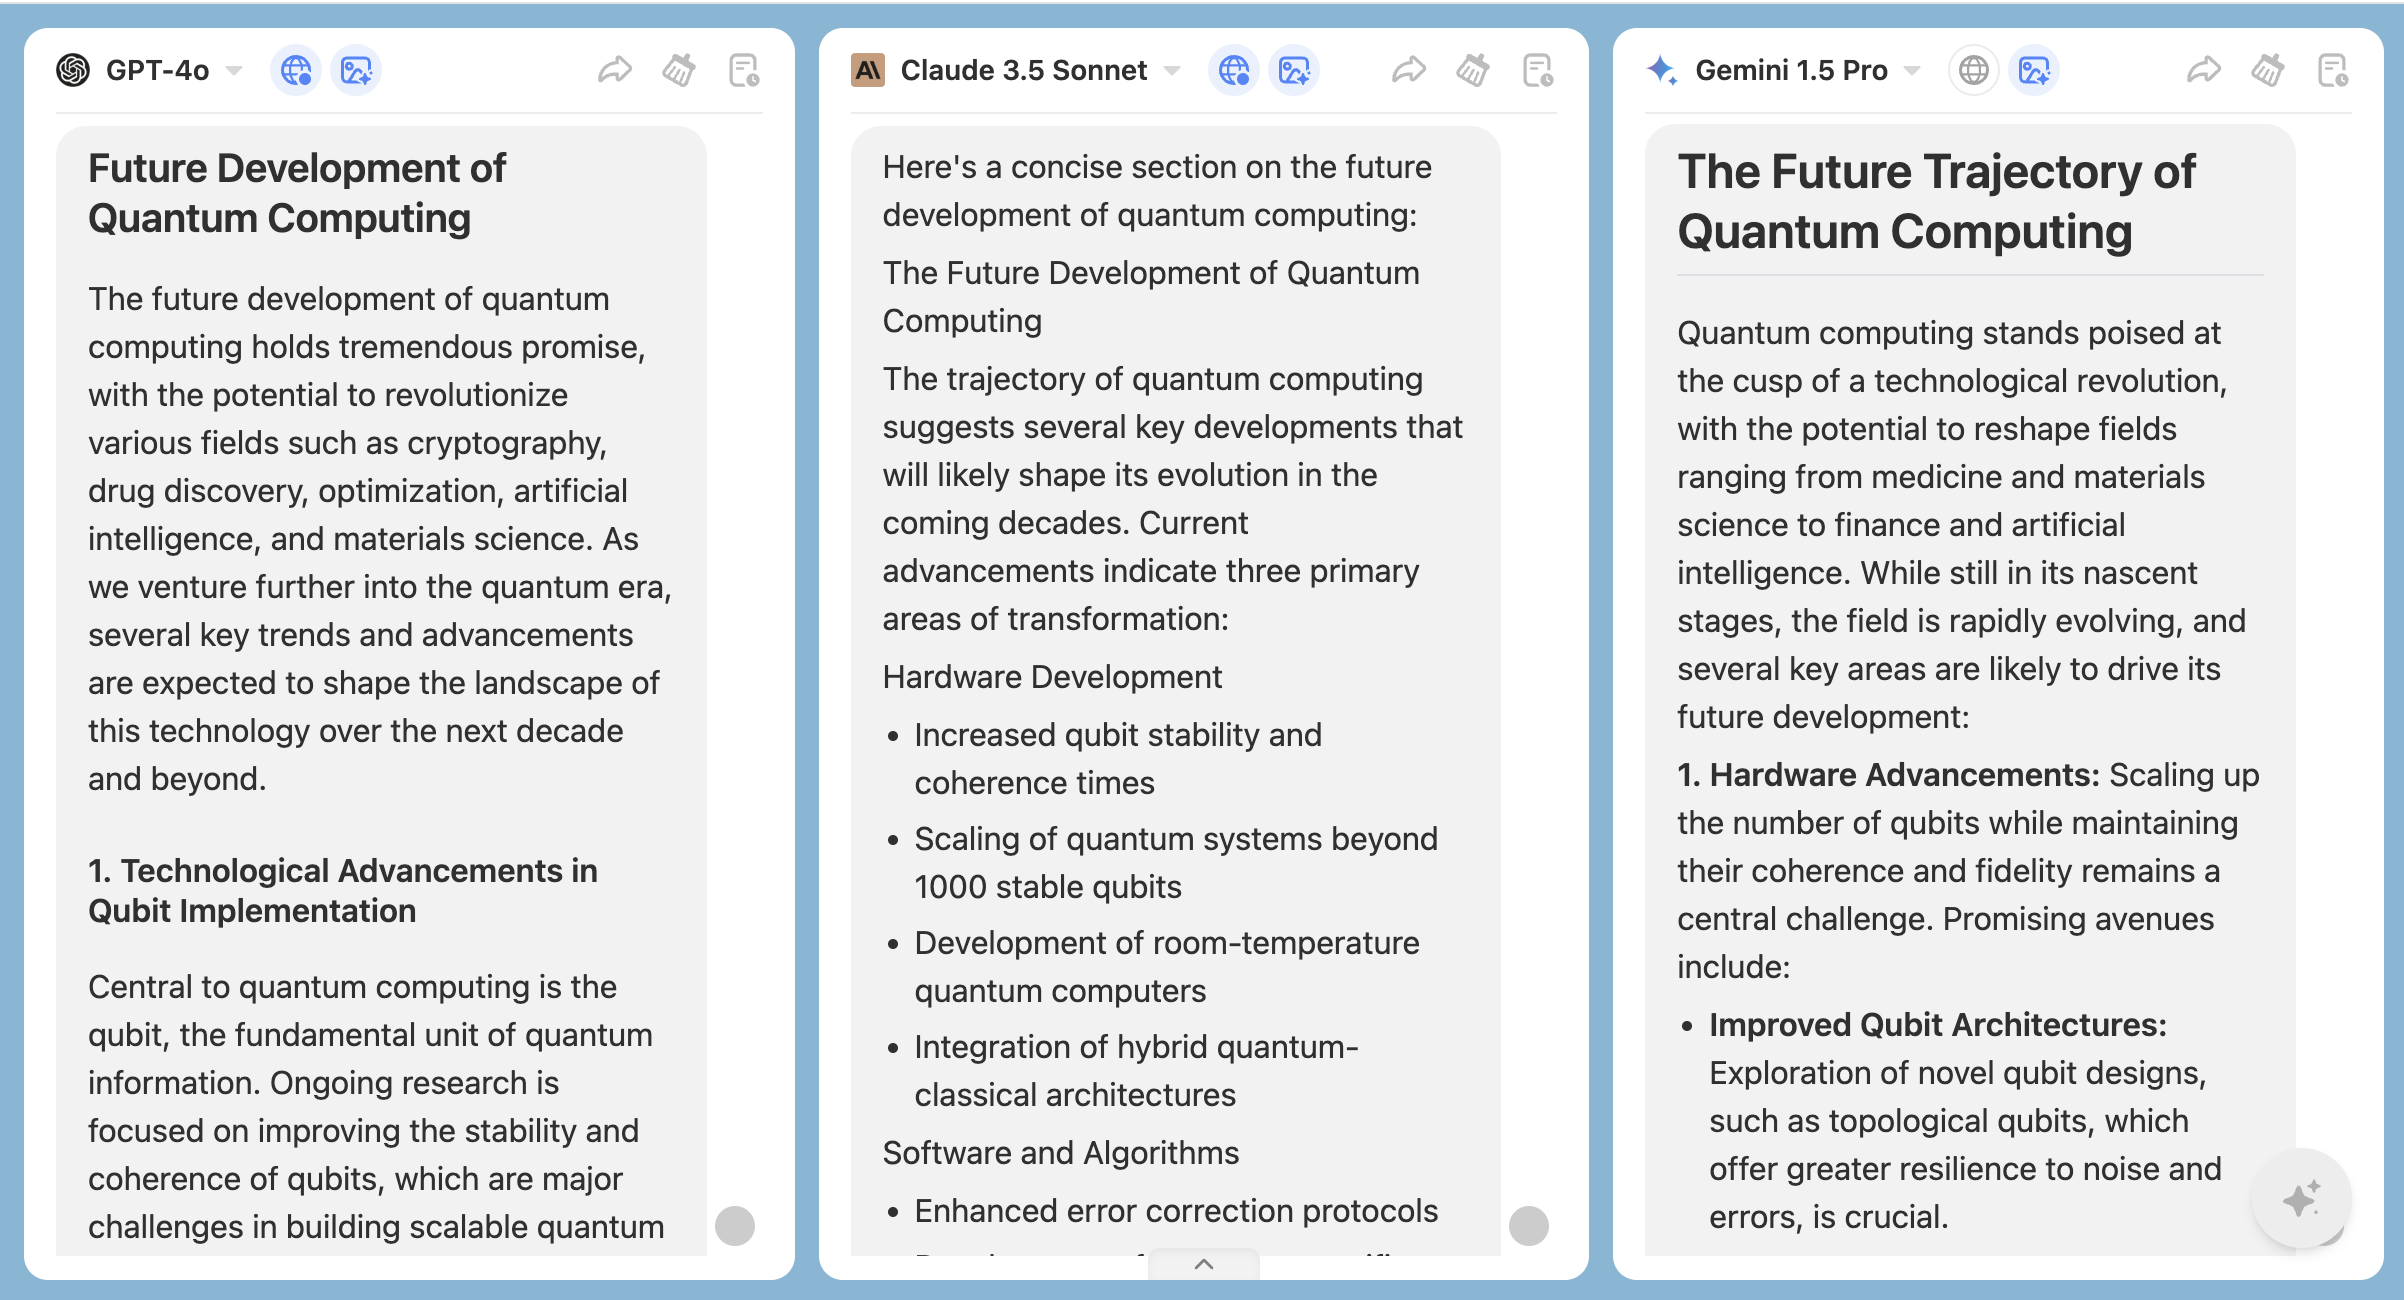 GPT-4o
Future Development of
Quantum Computing
The future development of quantum
computing holds tremendous promise,
with the potential to revolutionize
various fields such as cryptography,
drug discovery, optimization, artificial
intelligence, and materials science. As
we venture further into the quantum era,
several key trends and advancements
are expected to shape the landscape of
this technology over the next decade
and beyond.
1. Technological Advancements in
Qubit Implementation
Central to quantum computing is the
qubit, the fundamental unit of quantum
information. Ongoing research is
focused on improving the stability and
coherence of qubits, which are major
challenges in building scalable quantum
Claude 3.5 Sonnet
Here's a concise section on the future
development of quantum computing:
The Future Development of Quantum
Computing
The trajectory of quantum computing
suggests several key developments that
will likely shape its evolution in the
coming decades. Current
advancements indicate three primary
areas of transformation:
Hardware Development
• Increased qubit stability and
coherence times
• Scaling of quantum systems beyond
1000 stable qubits
• Development of room-temperature
quantum computers
• Integration of hybrid quantum-
classical architectures
Software and Algorithms
• Enhanced error correction protocols
Gemini 1.5 Pro
The Future Trajectory of
Quantum Computing
Quantum computing stands poised at
the cusp of a technological revolution,
with the potential to reshape fields
ranging from medicine and materials
science to finance and artificial
intelligence. While still in its nascent
stages, the field is rapidly evolving, and
several key areas are likely to drive its
future development:
1. Hardware Advancements: Scaling up
the number of qubits while maintaining
their coherence and fidelity remains a
central challenge. Promising avenues
include:
• Improved Qubit Architectures:
Exploration of novel qubit designs,
such as topological qubits, which
offer greater resilience to noise and
errors, is crucial.